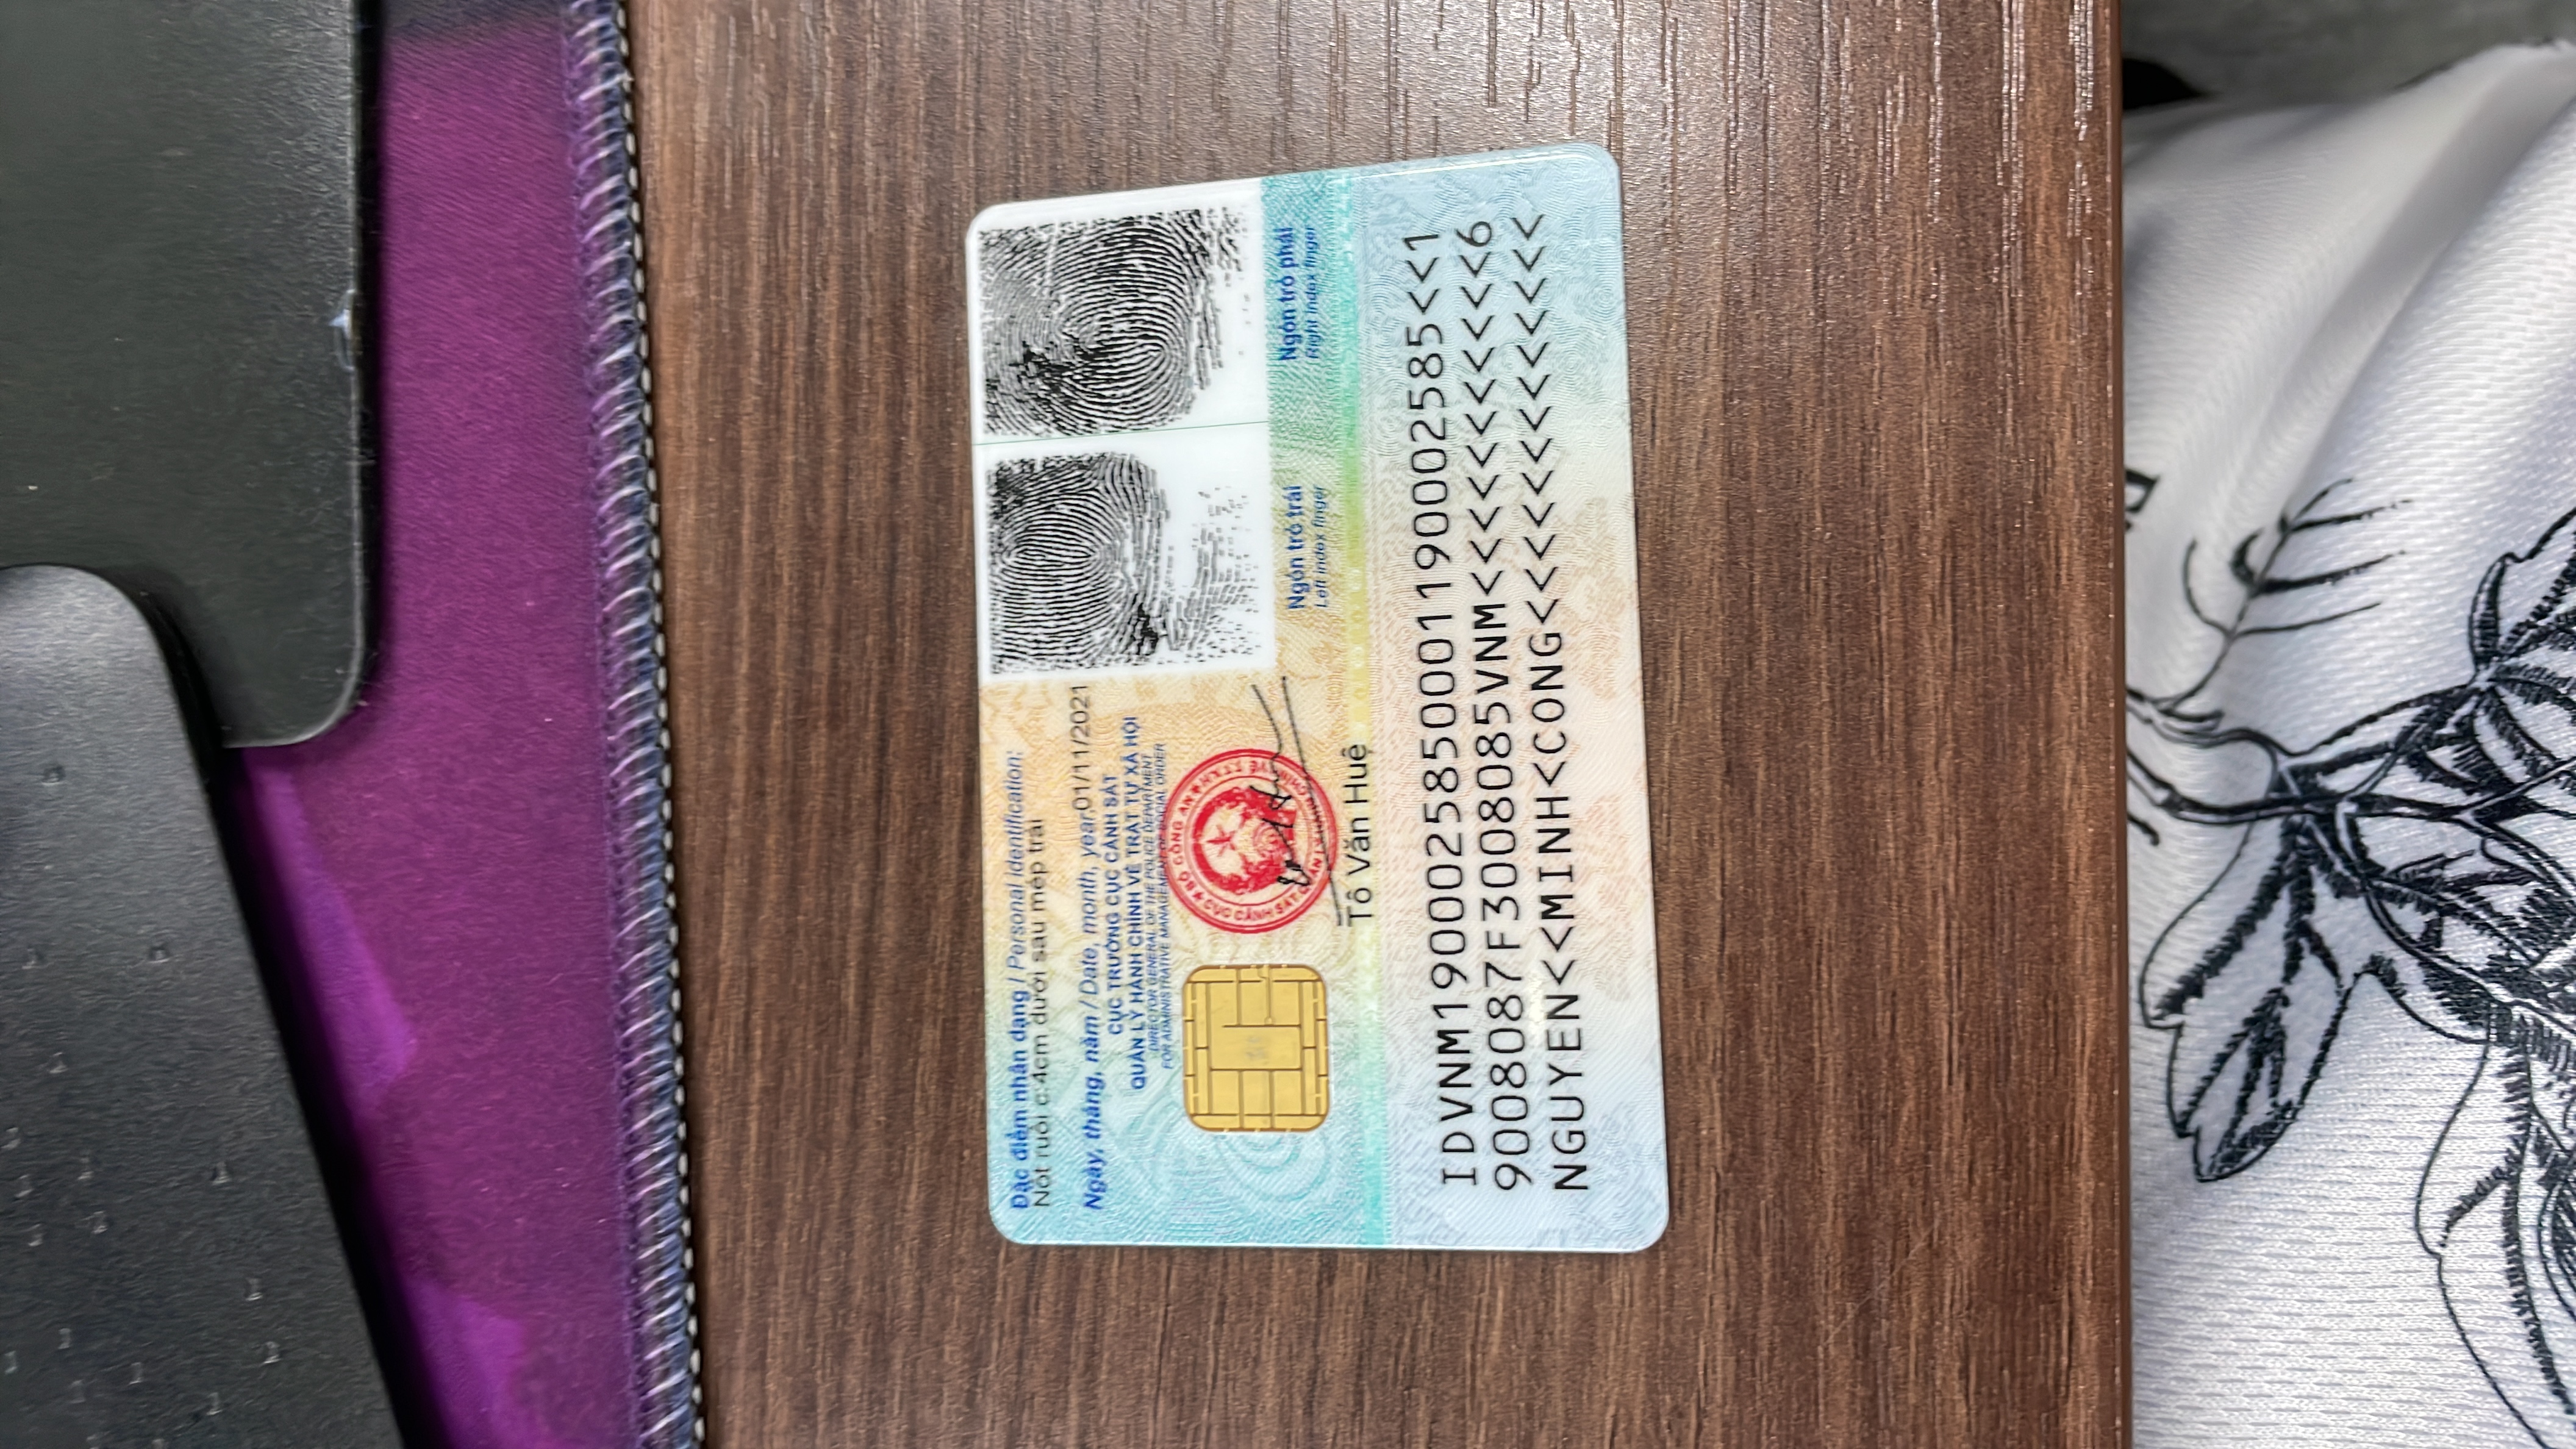 Đặc điểm nhân dạng / Personal identification:
Nốt ruồi c:4cm dưới sau mép trái
Ngày, tháng, năm / Date, month, year:01/11/2021
CỤC TRƯỞNG CỤC CẢNH SÁT
QUẢN LÝ HÀNH CHÍNH VỀ TRẬT TỰ XÃ HỘI
DIRECTOR GENERAL OF THE POLICE DEPARTMENT
FOR ADMINISTRATIVE MANAGEMENT OF SOCIAL ORDER
BỘ CÔNG AN
Tô Văn Huệ
Ngón trỏ trái
Left index finger
Ngón trỏ phải
Right index finger
IDVNM1900025850001190002585<<1
9008087F3008085VNM<<<<<<<<<<<6
NGUYEN<<MINH<CONG<<<<<<<<<<<<<